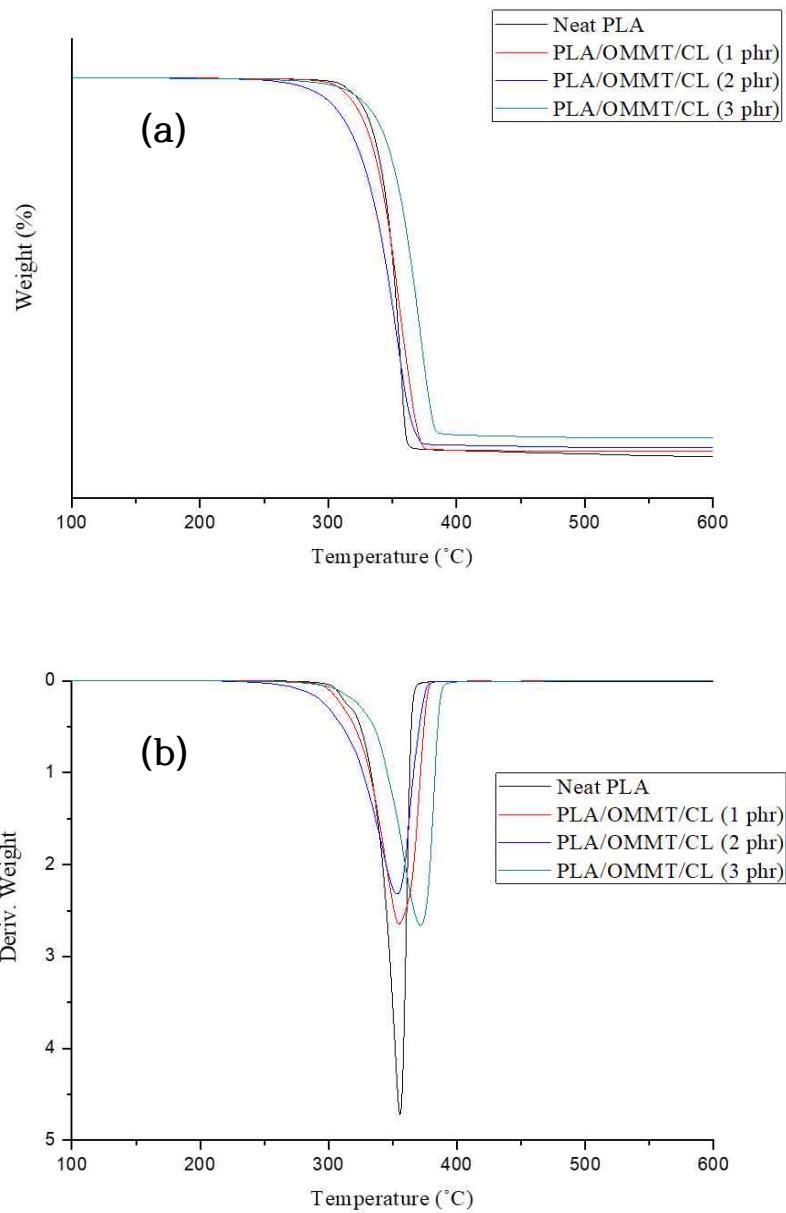 Neat PLA
PLA/OMMT/CL (1 phr)
PLA/OMMT/CL (2 phr)
PLA/OMMT/CL (3 phr)
(a)
Weight (%)
100 200 300 400 500 600
Temperature (˚C)
0
1
2
3
4
5
(b)
Neat PLA
PLA/OMMT/CL (1 phr)
PLA/OMMT/CL (2 phr)
PLA/OMMT/CL (3 phr)
Deriv. Weight
100 200 300 400 500 600
Temperature (˚C)